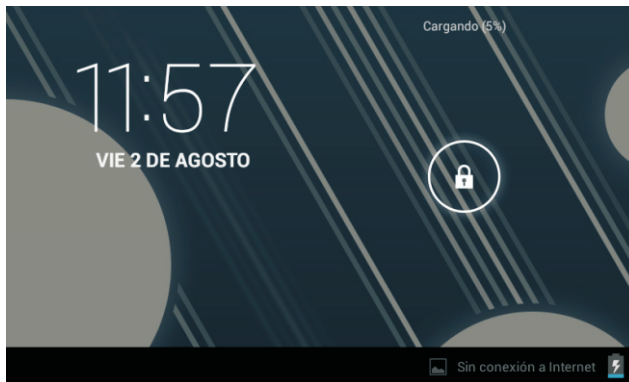 Cargando (5%)
11:57
VIE 2 DE AGOSTO
Sin conexión a Internet